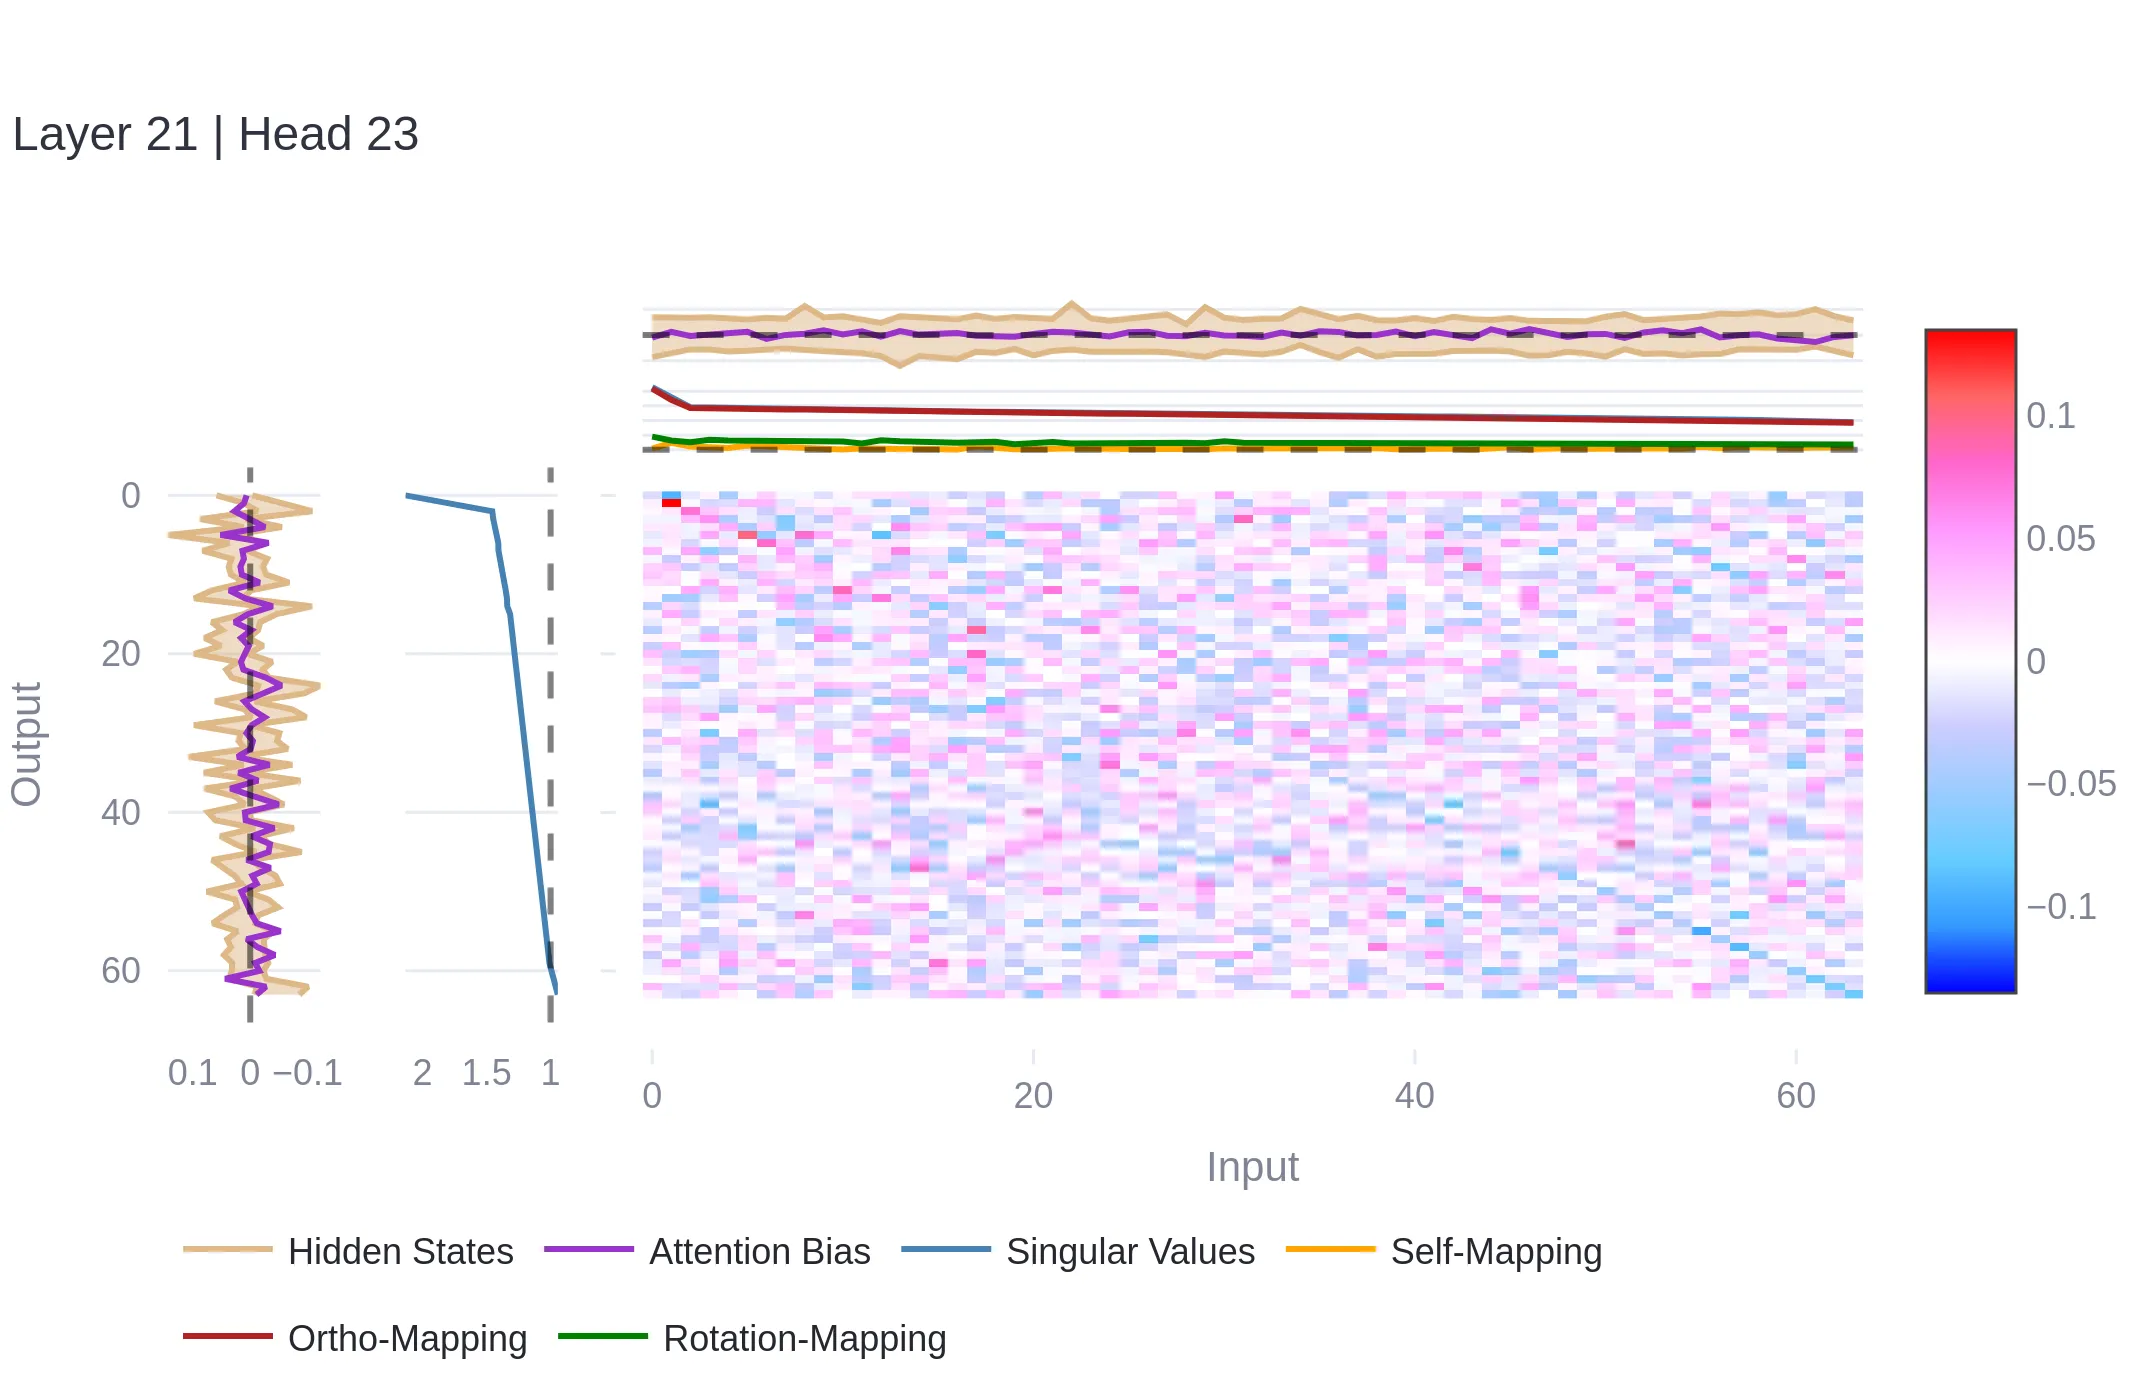 Layer 21 | Head 23
0
20
40
60
Output
0.1 0 −0.1
2 1.5 1
0 20 40 60
Input
0.1
0.05
0
−0.05
−0.1
Hidden States Attention Bias Singular Values Self-Mapping
Ortho-Mapping Rotation-Mapping